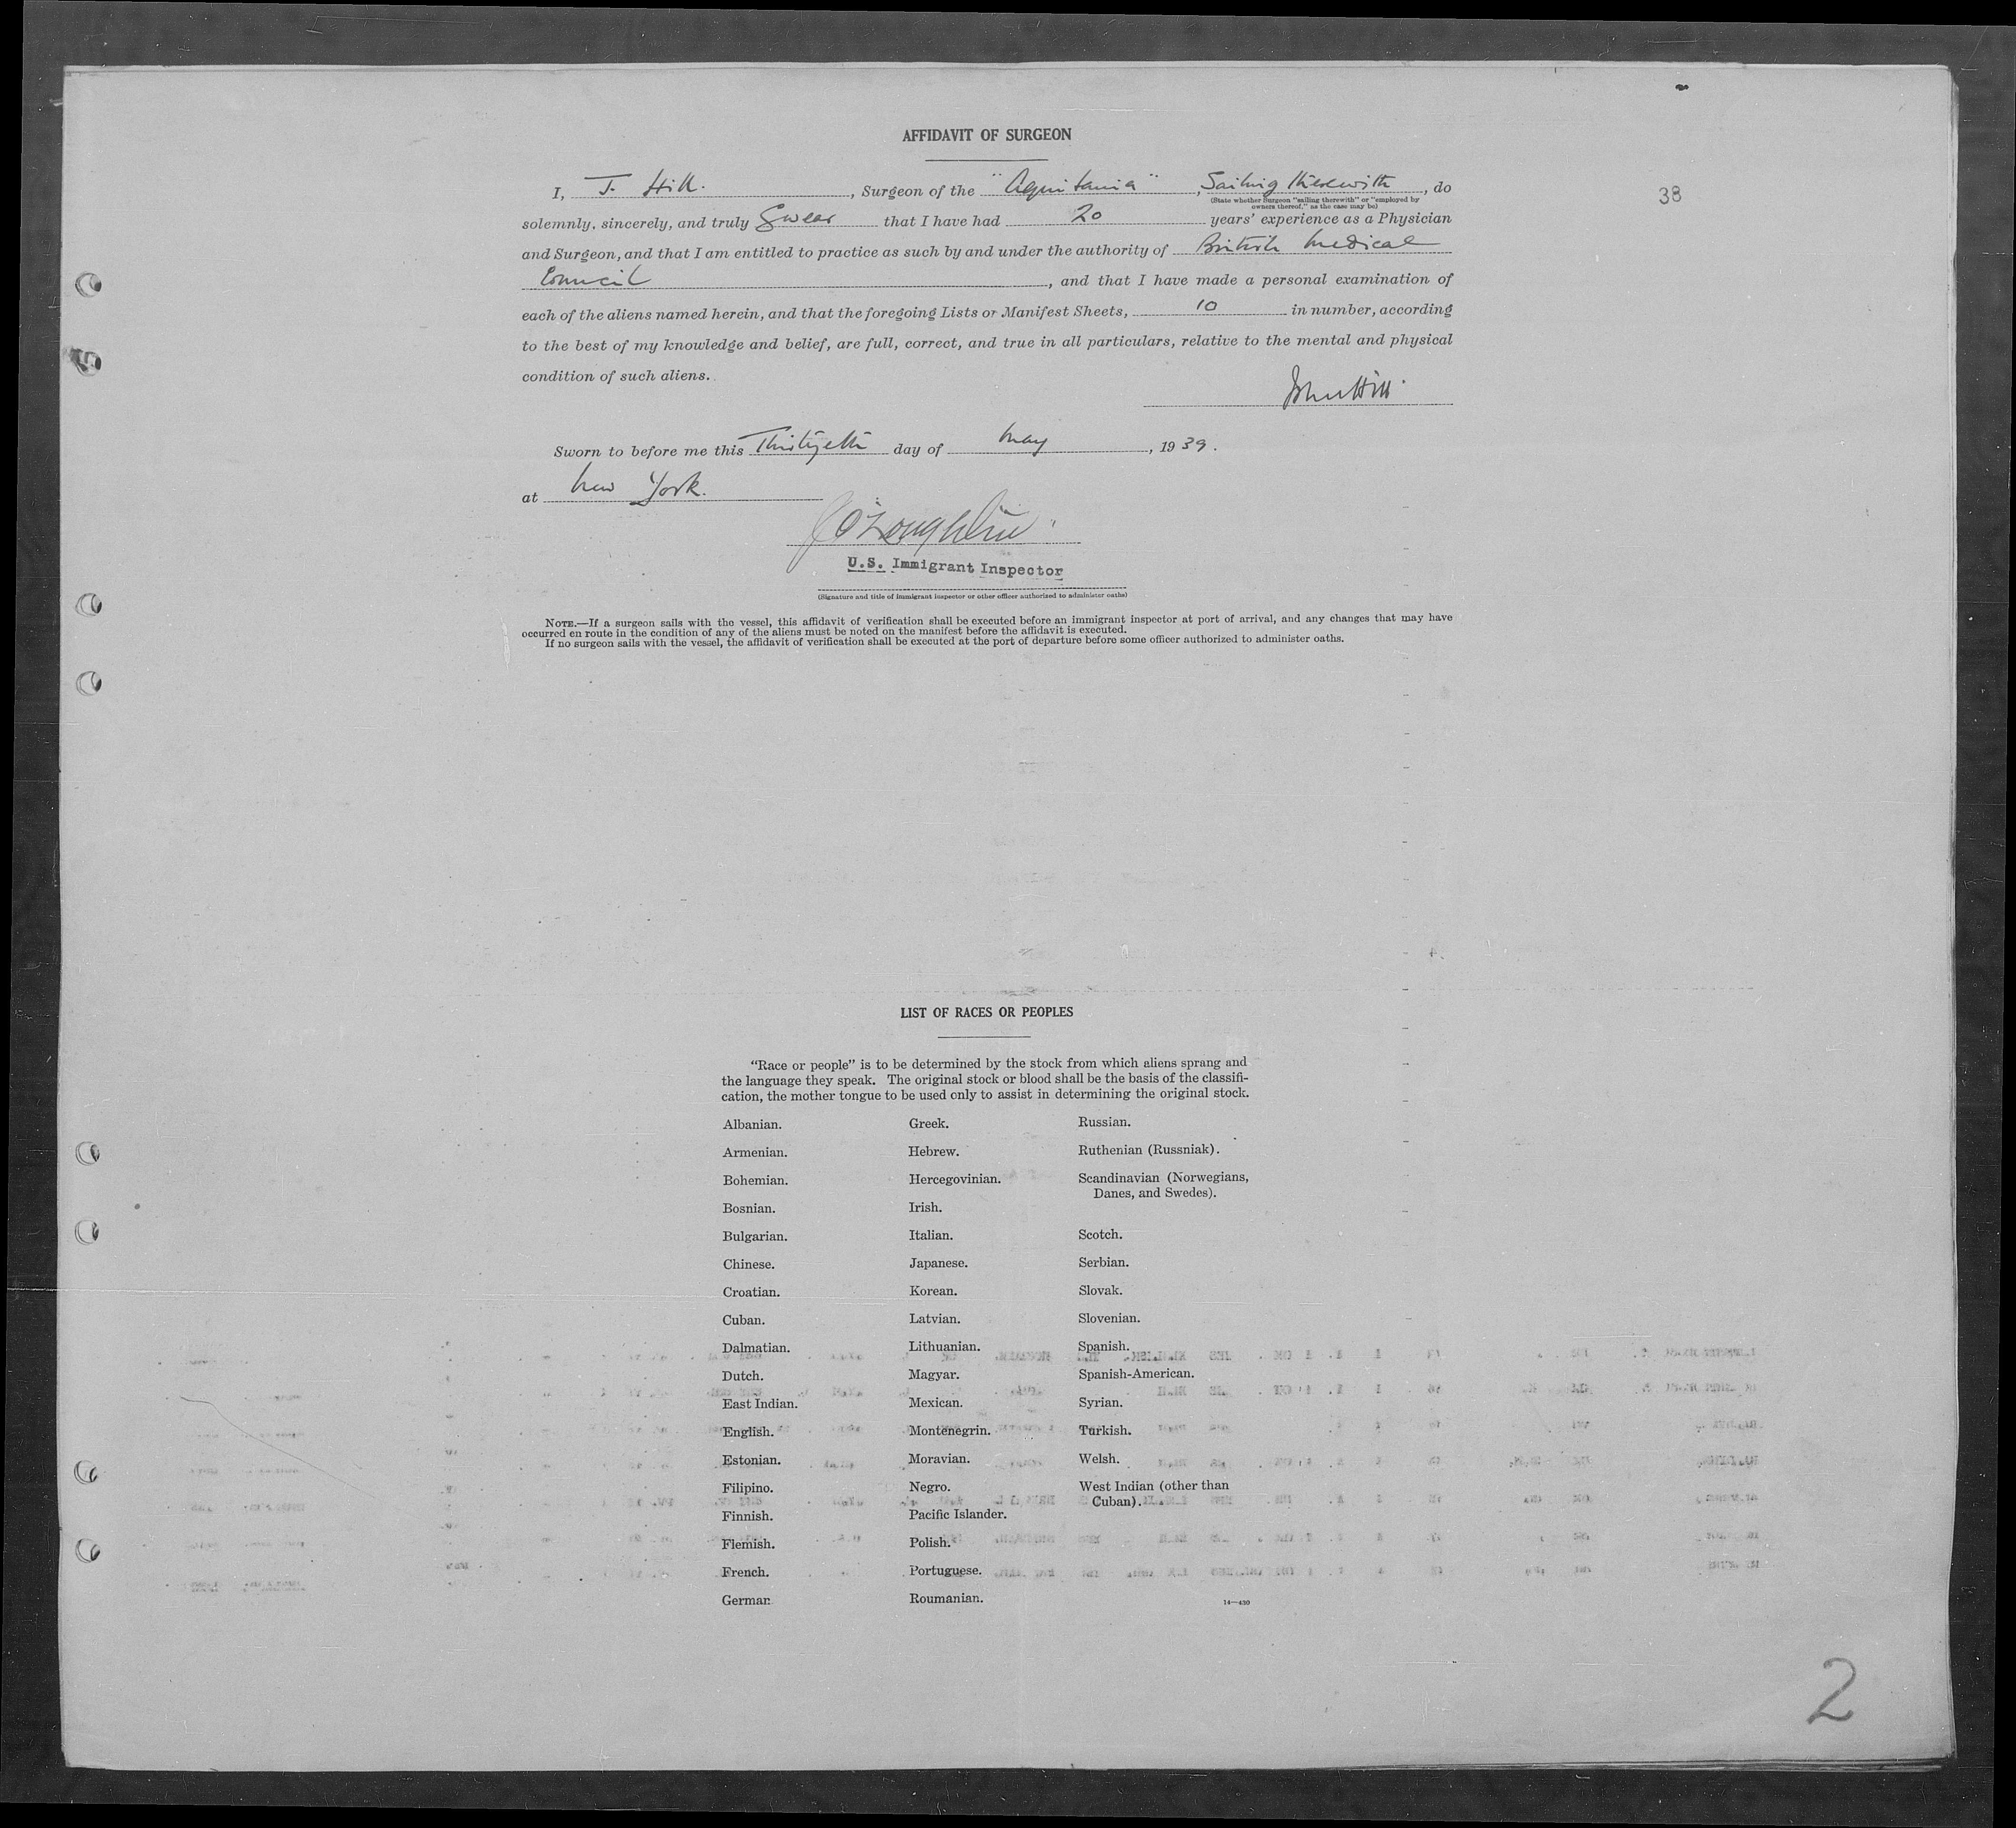 AFFIDAVIT OF SURGEON
38
I, J. Hill. , Surgeon of the "Aquitania" , Sailing therewith , do
(State whether Surgeon "sailing therewith" or "employed by
owners thereof," as the case may be)
solemnly, sincerely, and truly Swear that I have had 20 years' experience as a Physician
and Surgeon, and that I am entitled to practice as such by and under the authority of British Medical
Council , and that I have made a personal examination of
each of the aliens named herein, and that the foregoing Lists or Manifest Sheets, 10 in number, according
to the best of my knowledge and belief, are full, correct, and true in all particulars, relative to the mental and physical
condition of such aliens.
John Hill.
Sworn to before me this Thirtyeth day of May , 1939.
at New York.
O'Loughlin
U.S. Immigrant Inspector
(Signature and title of immigrant inspector or other officer authorized to administer oaths)
NOTE.—If a surgeon sails with the vessel, this affidavit of verification shall be executed before an immigrant inspector at port of arrival, and any changes that may have
occurred en route in the condition of any of the aliens must be noted on the manifest before the affidavit is executed.
If no surgeon sails with the vessel, the affidavit of verification shall be executed at the port of departure before some officer authorized to administer oaths.
LIST OF RACES OR PEOPLES
"Race or people" is to be determined by the stock from which aliens sprang and
the language they speak. The original stock or blood shall be the basis of the classifi-
cation, the mother tongue to be used only to assist in determining the original stock.
Albanian.
Armenian.
Bohemian.
Bosnian.
Bulgarian.
Chinese.
Croatian.
Cuban.
Dalmatian.
Dutch.
East Indian.
English.
Estonian.
Filipino.
Finnish.
Flemish.
French.
German
Greek.
Hebrew.
Hercegovinian.
Irish.
Italian.
Japanese.
Korean.
Latvian.
Lithuanian.
Magyar.
Mexican.
Montenegrin.
Moravian.
Negro.
Pacific Islander.
Polish.
Portuguese.
Roumanian.
Russian.
Ruthenian (Russniak).
Scandinavian (Norwegians,
Danes, and Swedes).
Scotch.
Serbian.
Slovak.
Slovenian.
Spanish.
Spanish-American.
Syrian.
Turkish.
Welsh.
West Indian (other than
Cuban).
14—430
2